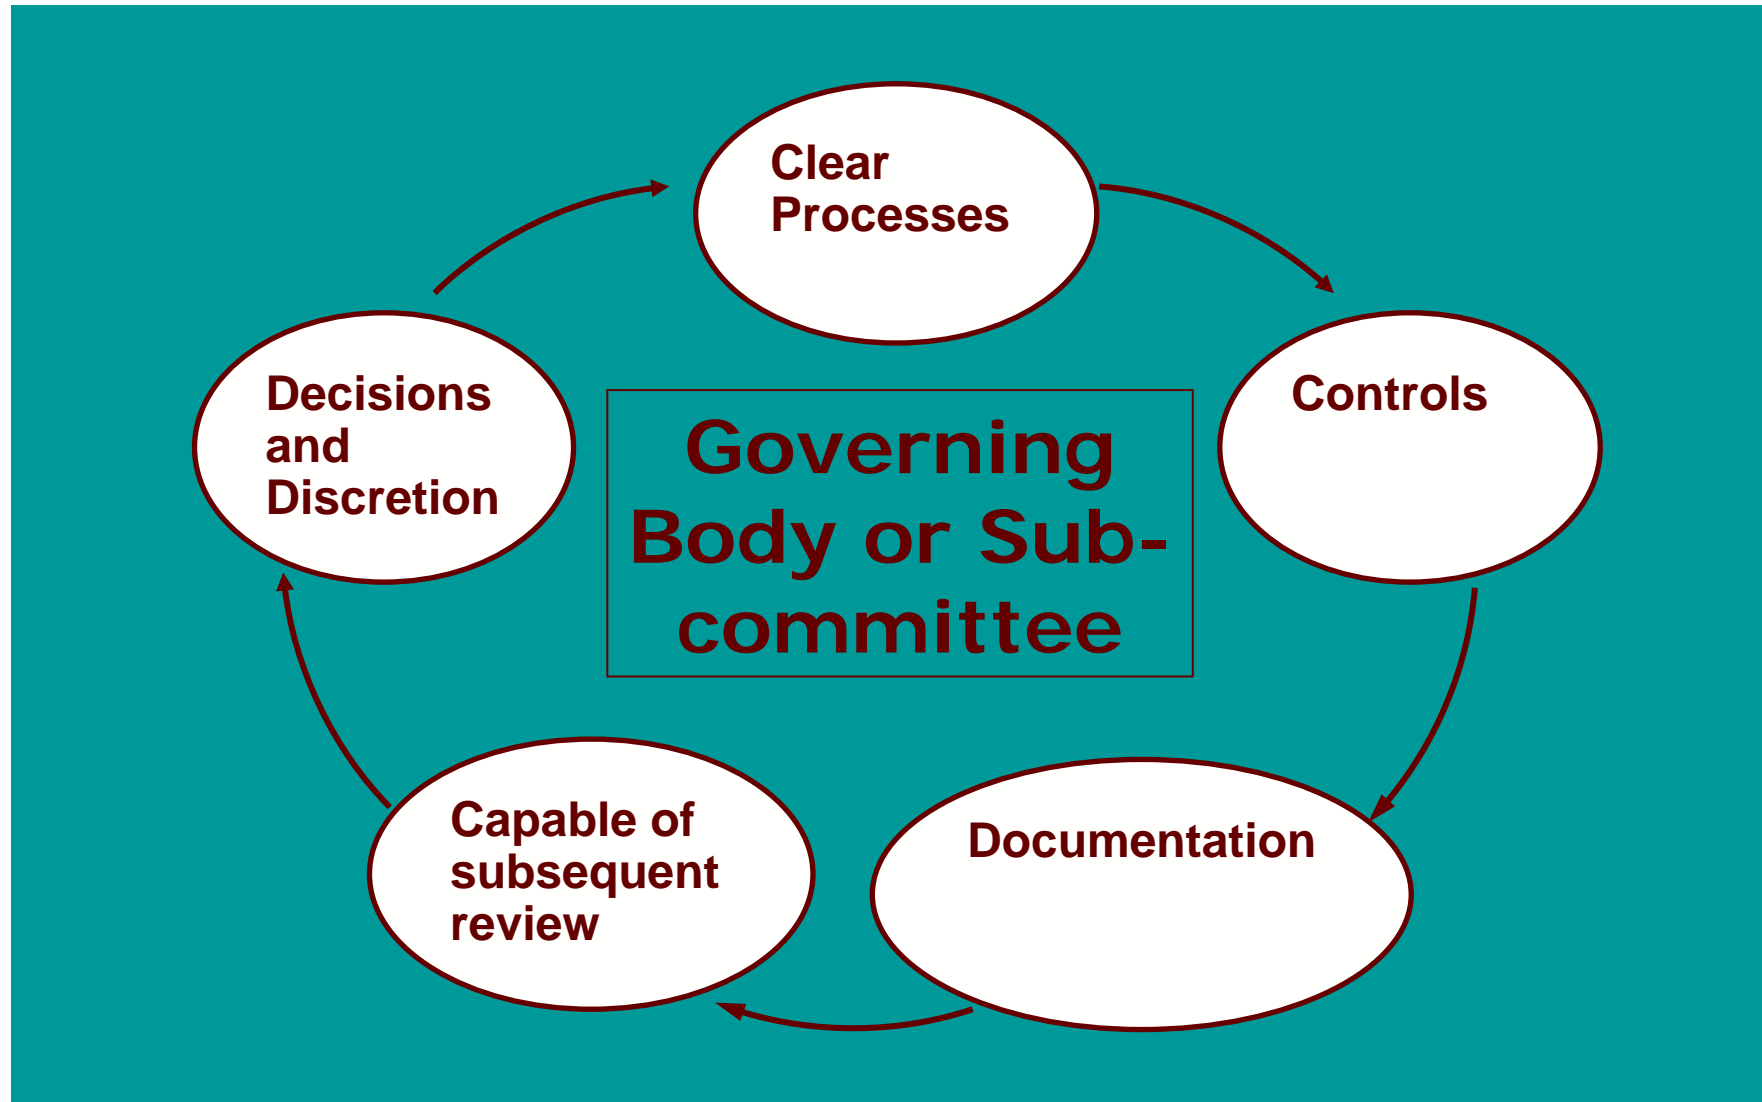 Clear
Processes
Controls
Decisions
and
Discretion
Governing
Body or Sub-
committee
Documentation
Capable of
subsequent
review